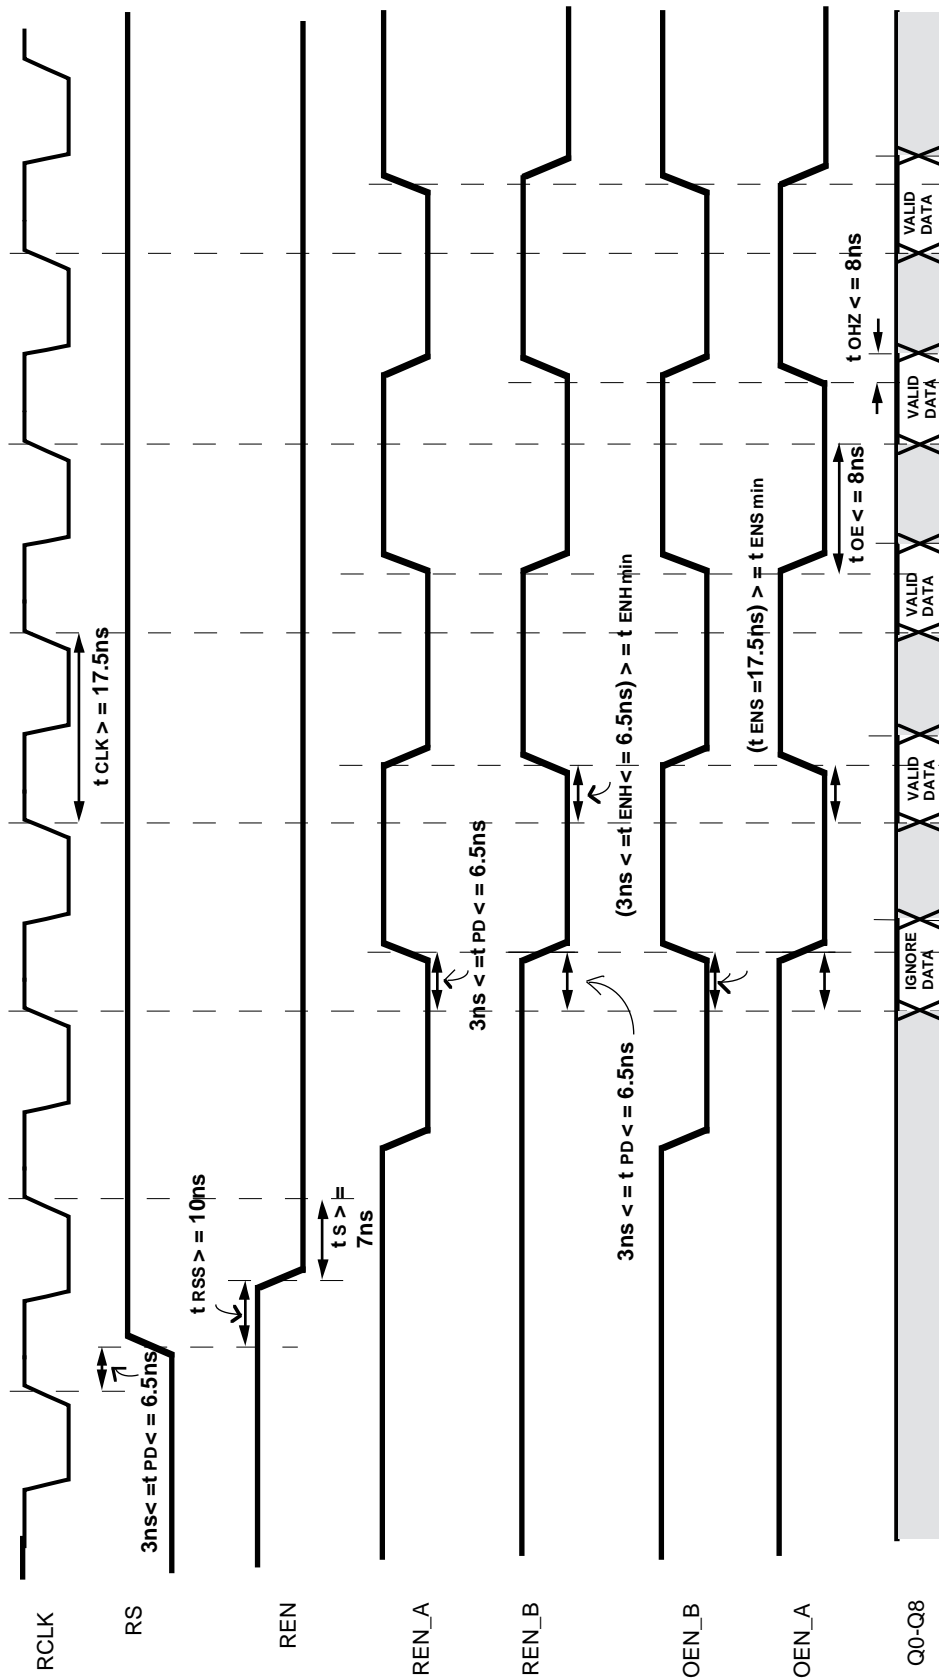 RCLK
t CLK > = 17.5ns
RS
3ns< =t PD < = 6.5ns
t RSS > = 10ns
REN
t S > =
7ns
REN_A
3ns < =t PD < = 6.5ns
REN_B
(3ns < =t ENH < = 6.5ns) > = t ENH min
3ns < = t PD < = 6.5ns
OEN_B
(t ENS =17.5ns) > = t ENS min
OEN_A
t OE < = 8ns
t OHZ < = 8ns
Q0-Q8
IGNORE
DATA
VALID
DATA
VALID
DATA
VALID
DATA
VALID
DATA